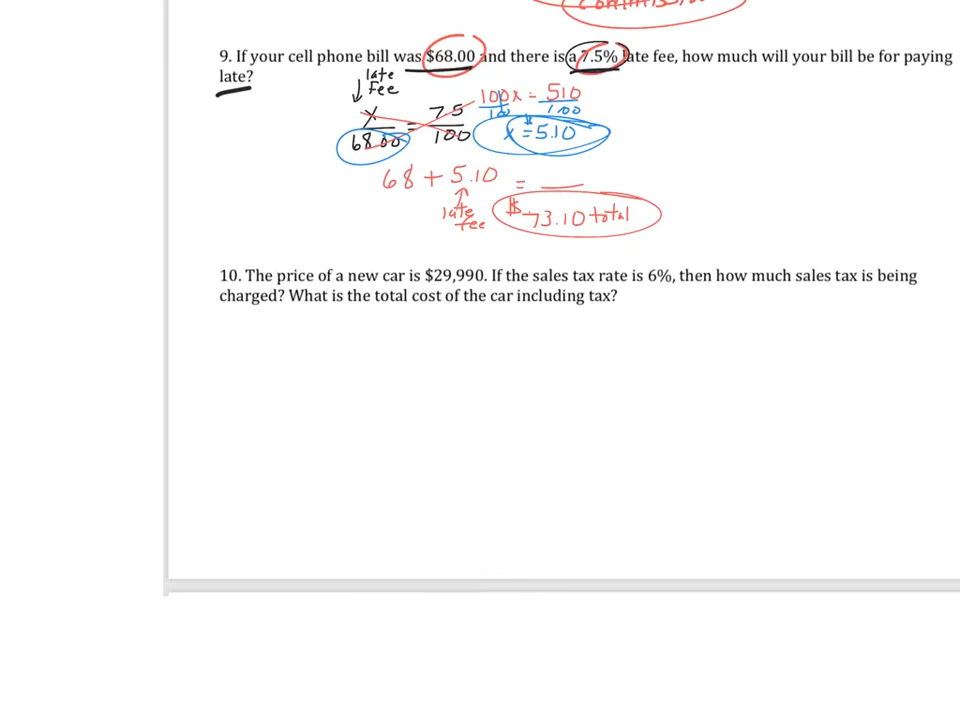 9. If your cell phone bill was $68.00 and there is a 7.5% late fee, how much will your bill be for paying
late?
late
Fee
x = 7.5 100x = 510
68.00 100 100 100
x = $5.10
68 + 5.10 =
late
fee
$73.10 total
10. The price of a new car is $29,990. If the sales tax rate is 6%, then how much sales tax is being
charged? What is the total cost of the car including tax?